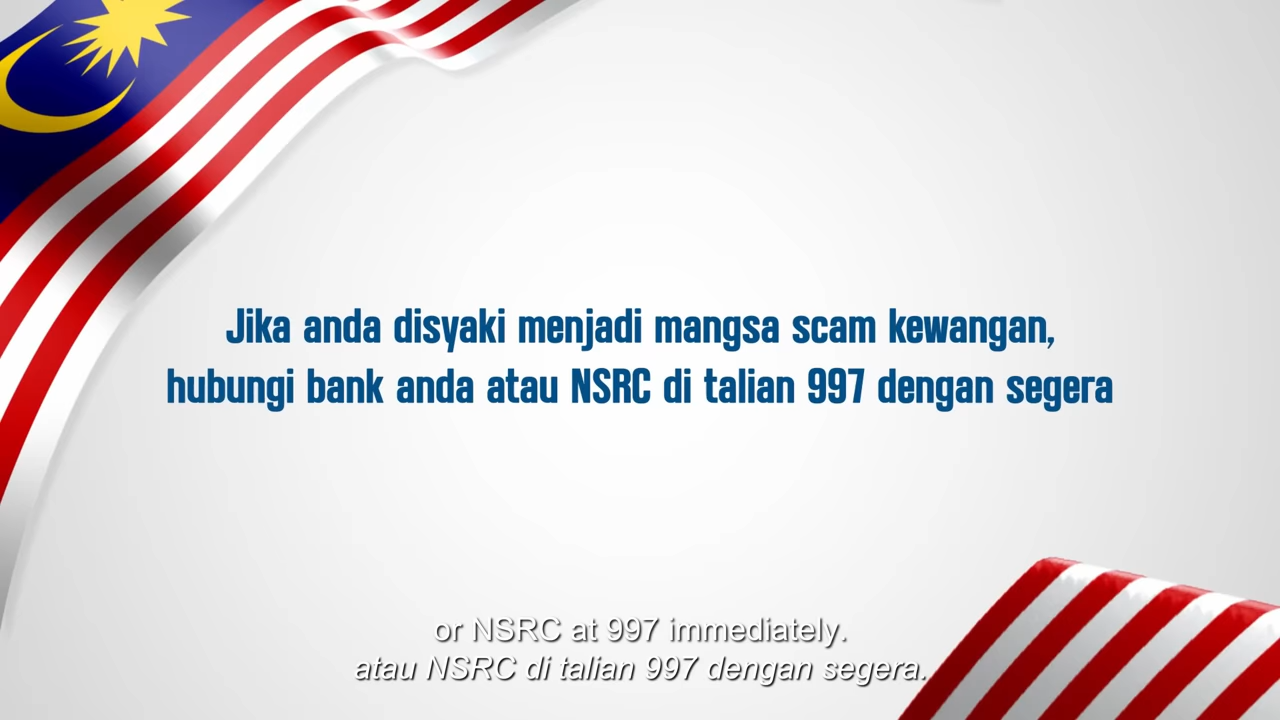 Jika anda disyaki menjadi mangsa scam kewangan,
hubungi bank anda atau NSRC di talian 997 dengan segera
or NSRC at 997 immediately.
atau NSRC di talian 997 dengan segera.